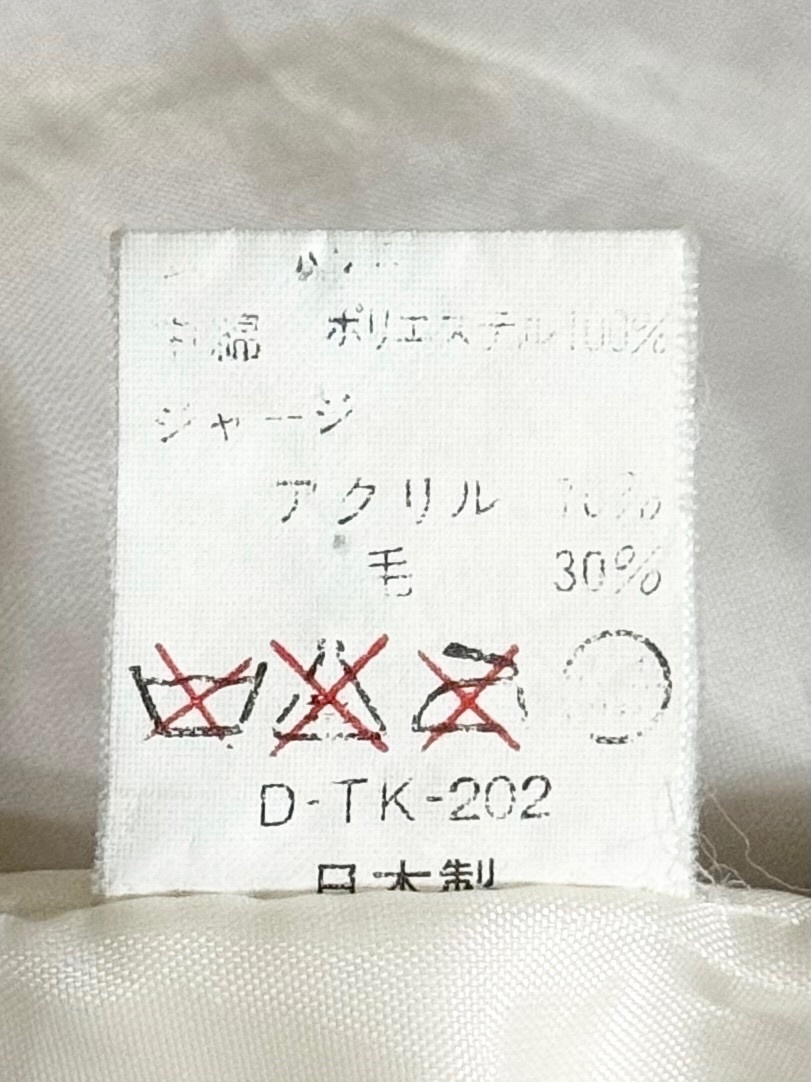 中綿 ポリエステル100%
ジャージ
アクリル 70%
毛 30%
D-TK-202
日本製